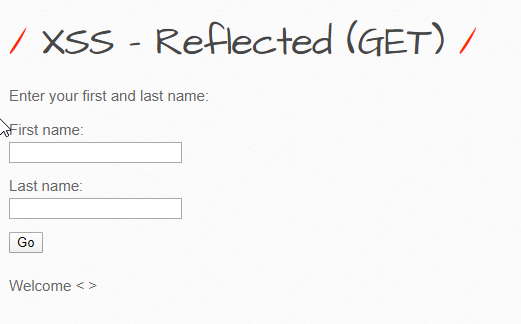 / XSS - Reflected (GET) /
Enter your first and last name:
First name:
Last name:
Go
Welcome < >